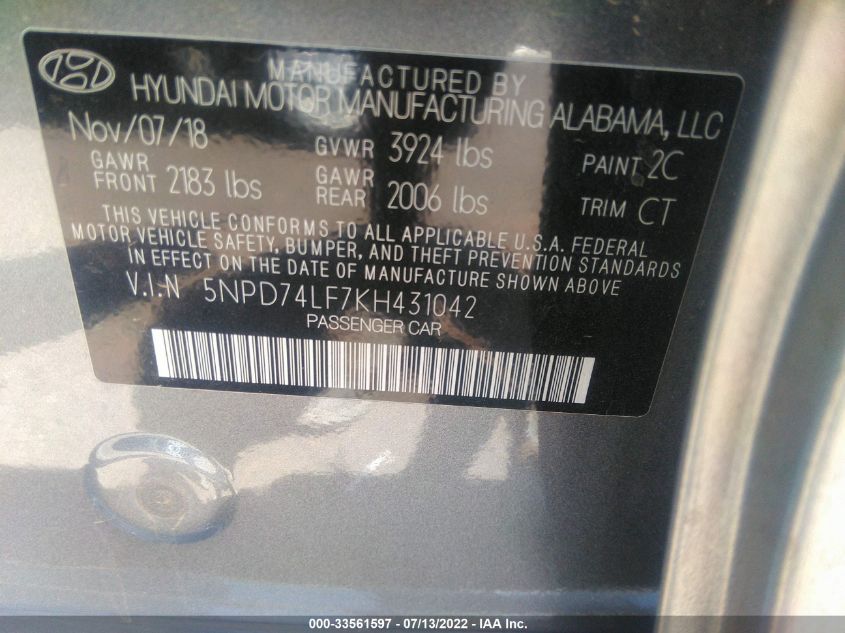 MANUFACTURED BY
HYUNDAI MOTOR MANUFACTURING ALABAMA, LLC
Nov/07/18 GVWR 3924 lbs PAINT 2C
GAWR FRONT 2183 lbs GAWR REAR 2006 lbs TRIM CT
THIS VEHICLE CONFORMS TO ALL APPLICABLE U.S.A. FEDERAL
MOTOR VEHICLE SAFETY, BUMPER, AND THEFT PREVENTION STANDARDS
IN EFFECT ON THE DATE OF MANUFACTURE SHOWN ABOVE
V.I.N 5NPD74LF7KH431042
PASSENGER CAR
000-33561597 - 07/13/2022 - IAA Inc.